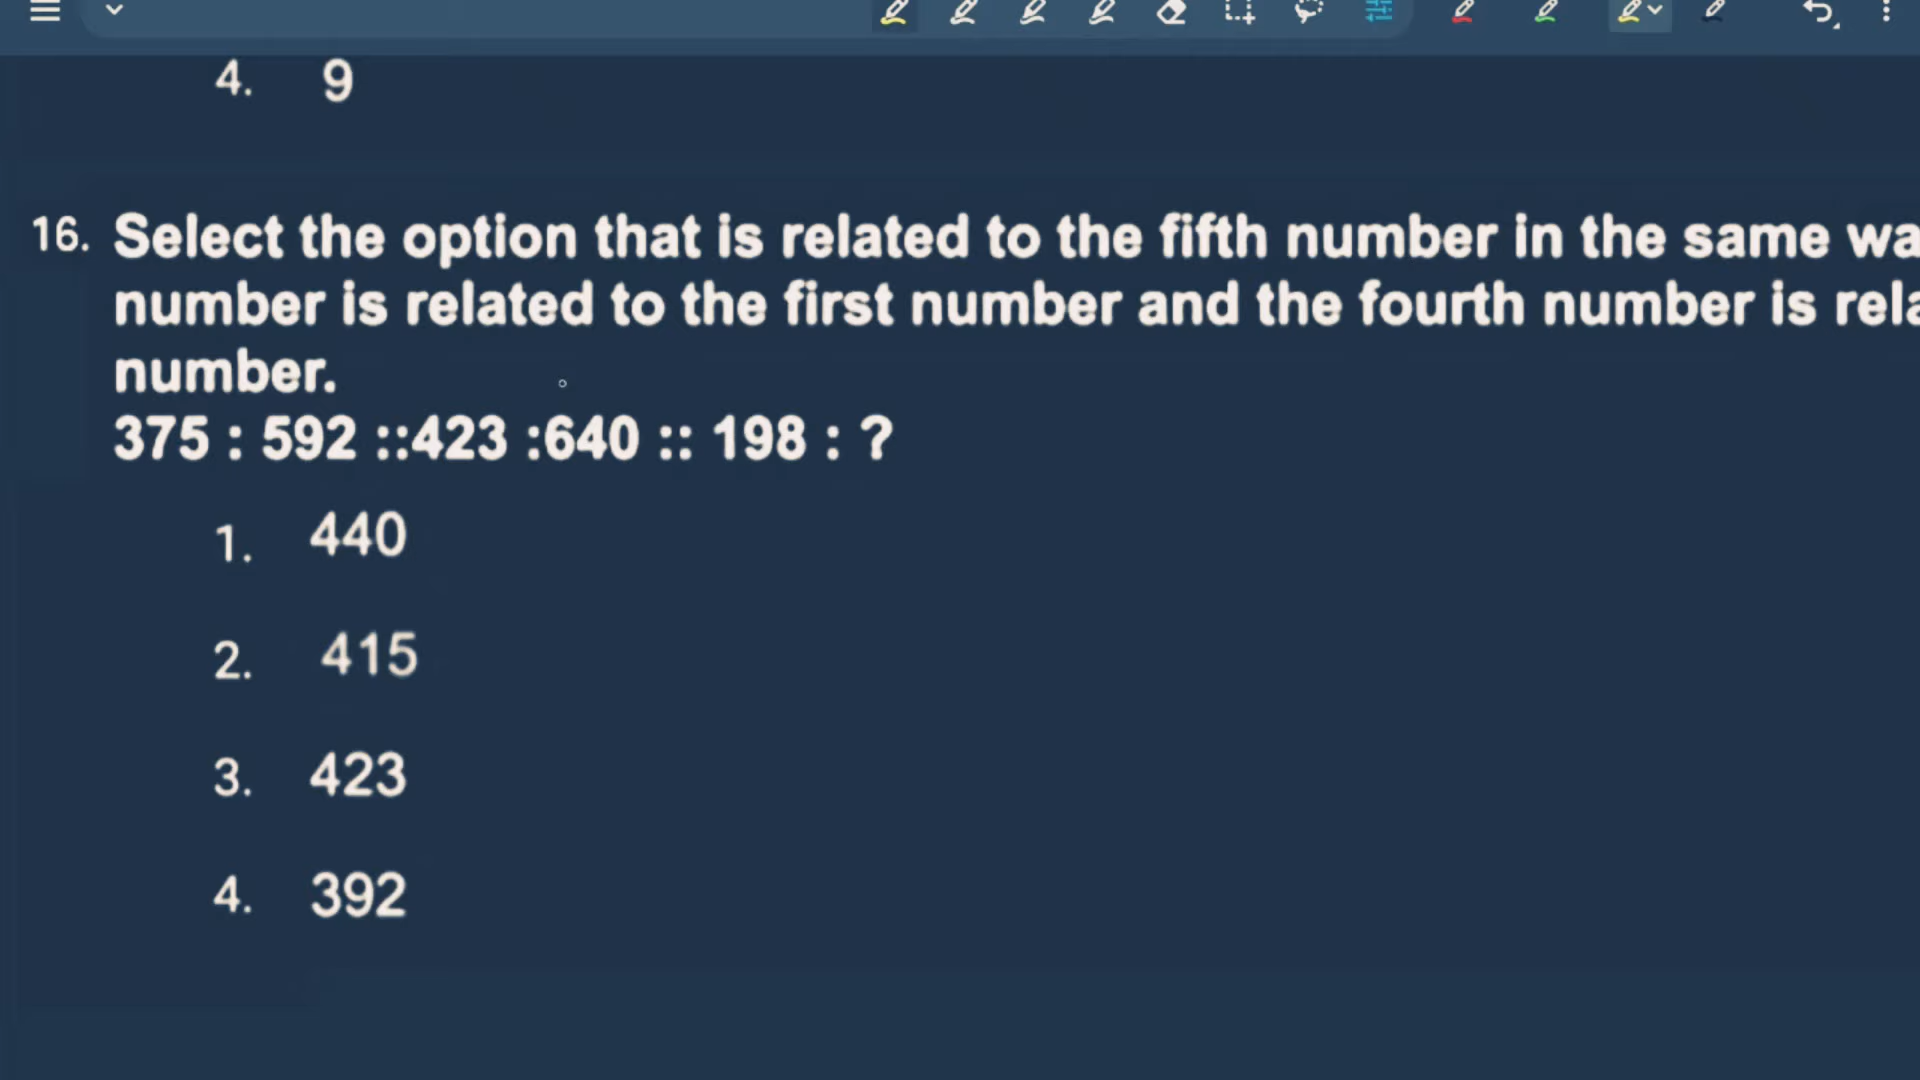 4. 9
16. Select the option that is related to the fifth number in the same wa
number is related to the first number and the fourth number is rela
number.
375 : 592 ::423 :640 :: 198 : ?
1. 440
2. 415
3. 423
4. 392